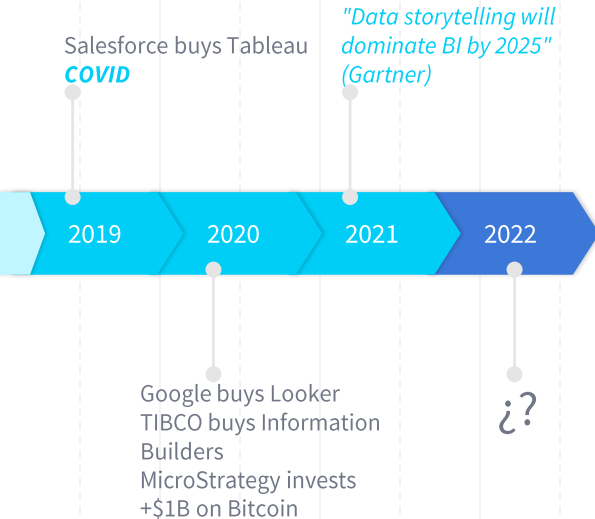 "Data storytelling will
dominate BI by 2025"
(Gartner)
Salesforce buys Tableau
COVID
2019
2020
2021
2022
Google buys Looker
TIBCO buys Information
Builders
MicroStrategy invests
+$1B on Bitcoin
¿?